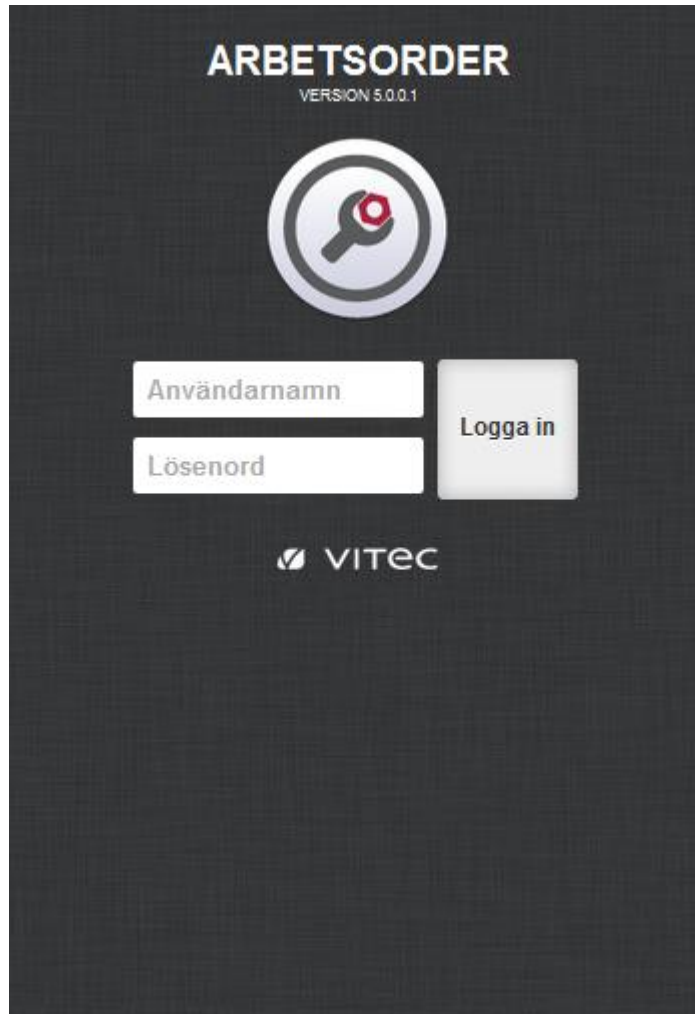 ARBETSORDER
VERSION 5.0.0.1
Användarnamn
Lösenord
Logga in
vitec